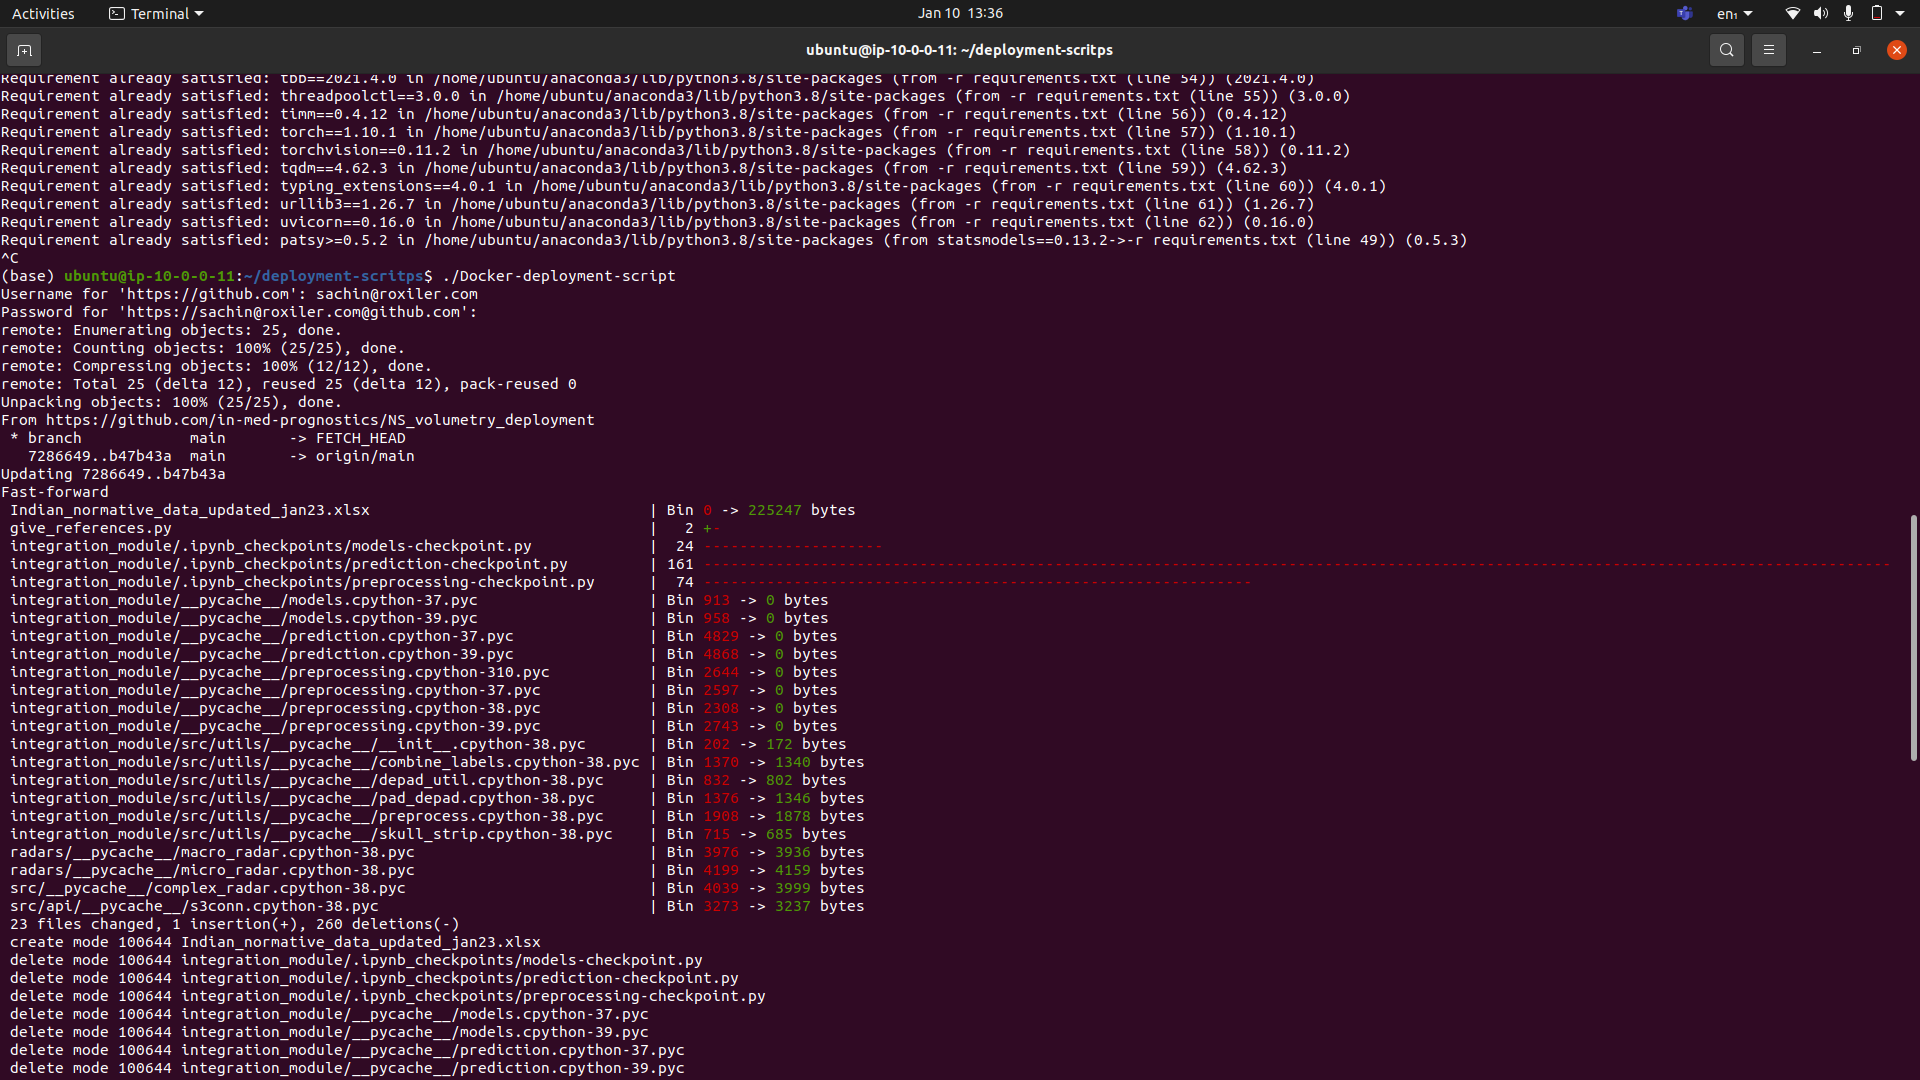 Activities
Terminal
Jan 10 13:36
en₁
ubuntu@ip-10-0-0-11: ~/deployment-scritps
Requirement already satisfied: tbb==2021.4.0 in /home/ubuntu/anaconda3/lib/python3.8/site-packages (from -r requirements.txt (line 54)) (2021.4.0)
Requirement already satisfied: threadpoolctl==3.0.0 in /home/ubuntu/anaconda3/lib/python3.8/site-packages (from -r requirements.txt (line 55)) (3.0.0)
Requirement already satisfied: timm==0.4.12 in /home/ubuntu/anaconda3/lib/python3.8/site-packages (from -r requirements.txt (line 56)) (0.4.12)
Requirement already satisfied: torch==1.10.1 in /home/ubuntu/anaconda3/lib/python3.8/site-packages (from -r requirements.txt (line 57)) (1.10.1)
Requirement already satisfied: torchvision==0.11.2 in /home/ubuntu/anaconda3/lib/python3.8/site-packages (from -r requirements.txt (line 58)) (0.11.2)
Requirement already satisfied: tqdm==4.62.3 in /home/ubuntu/anaconda3/lib/python3.8/site-packages (from -r requirements.txt (line 59)) (4.62.3)
Requirement already satisfied: typing_extensions==4.0.1 in /home/ubuntu/anaconda3/lib/python3.8/site-packages (from -r requirements.txt (line 60)) (4.0.1)
Requirement already satisfied: urllib3==1.26.7 in /home/ubuntu/anaconda3/lib/python3.8/site-packages (from -r requirements.txt (line 61)) (1.26.7)
Requirement already satisfied: uvicorn==0.16.0 in /home/ubuntu/anaconda3/lib/python3.8/site-packages (from -r requirements.txt (line 62)) (0.16.0)
Requirement already satisfied: patsy>=0.5.2 in /home/ubuntu/anaconda3/lib/python3.8/site-packages (from statsmodels==0.13.2->-r requirements.txt (line 49)) (0.5.3)
^C
(base) ubuntu@ip-10-0-0-11:~/deployment-scritps$ ./Docker-deployment-script
Username for 'https://github.com': sachin@roxiler.com
Password for 'https://sachin@roxiler.com@github.com':
remote: Enumerating objects: 25, done.
remote: Counting objects: 100% (25/25), done.
remote: Compressing objects: 100% (12/12), done.
remote: Total 25 (delta 12), reused 25 (delta 12), pack-reused 0
Unpacking objects: 100% (25/25), done.
From https://github.com/in-med-prognostics/NS_volumetry_deployment
 * branch            main       -> FETCH_HEAD
   7286649..b47b43a  main       -> origin/main
Updating 7286649..b47b43a
Fast-forward
 Indian_normative_data_updated_jan23.xlsx                               | Bin 0 -> 225247 bytes
 give_references.py                                                     |   2 +-
 integration_module/.ipynb_checkpoints/models-checkpoint.py             |  24 --------------------
 integration_module/.ipynb_checkpoints/prediction-checkpoint.py         | 161 ------------------------------------------------------------------------------------------------------------------------------------
 integration_module/.ipynb_checkpoints/preprocessing-checkpoint.py      |  74 -------------------------------------------------------------
 integration_module/__pycache__/models.cpython-37.pyc                   | Bin 913 -> 0 bytes
 integration_module/__pycache__/models.cpython-39.pyc                   | Bin 958 -> 0 bytes
 integration_module/__pycache__/prediction.cpython-37.pyc               | Bin 4829 -> 0 bytes
 integration_module/__pycache__/prediction.cpython-39.pyc               | Bin 4868 -> 0 bytes
 integration_module/__pycache__/preprocessing.cpython-310.pyc           | Bin 2644 -> 0 bytes
 integration_module/__pycache__/preprocessing.cpython-37.pyc            | Bin 2597 -> 0 bytes
 integration_module/__pycache__/preprocessing.cpython-38.pyc            | Bin 2308 -> 0 bytes
 integration_module/__pycache__/preprocessing.cpython-39.pyc            | Bin 2743 -> 0 bytes
 integration_module/src/utils/__pycache__/__init__.cpython-38.pyc       | Bin 202 -> 172 bytes
 integration_module/src/utils/__pycache__/combine_labels.cpython-38.pyc | Bin 1370 -> 1340 bytes
 integration_module/src/utils/__pycache__/depad_util.cpython-38.pyc     | Bin 832 -> 802 bytes
 integration_module/src/utils/__pycache__/pad_depad.cpython-38.pyc      | Bin 1376 -> 1346 bytes
 integration_module/src/utils/__pycache__/preprocess.cpython-38.pyc     | Bin 1908 -> 1878 bytes
 integration_module/src/utils/__pycache__/skull_strip.cpython-38.pyc    | Bin 715 -> 685 bytes
 radars/__pycache__/macro_radar.cpython-38.pyc                          | Bin 3976 -> 3936 bytes
 radars/__pycache__/micro_radar.cpython-38.pyc                          | Bin 4199 -> 4159 bytes
 src/__pycache__/complex_radar.cpython-38.pyc                           | Bin 4039 -> 3999 bytes
 src/api/__pycache__/s3conn.cpython-38.pyc                              | Bin 3273 -> 3237 bytes
 23 files changed, 1 insertion(+), 260 deletions(-)
 create mode 100644 Indian_normative_data_updated_jan23.xlsx
 delete mode 100644 integration_module/.ipynb_checkpoints/models-checkpoint.py
 delete mode 100644 integration_module/.ipynb_checkpoints/prediction-checkpoint.py
 delete mode 100644 integration_module/.ipynb_checkpoints/preprocessing-checkpoint.py
 delete mode 100644 integration_module/__pycache__/models.cpython-37.pyc
 delete mode 100644 integration_module/__pycache__/models.cpython-39.pyc
 delete mode 100644 integration_module/__pycache__/prediction.cpython-37.pyc
 delete mode 100644 integration_module/__pycache__/prediction.cpython-39.pyc